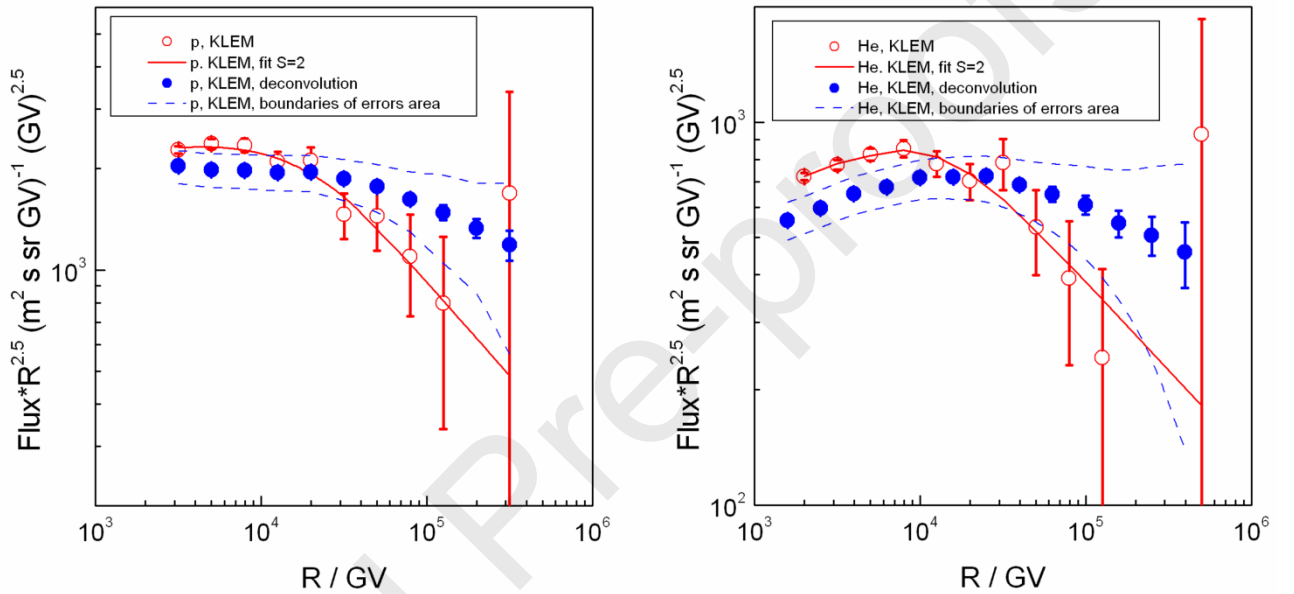 p, KLEM
p. KLEM, fit S=2
p, KLEM, deconvolution
p, KLEM, boundaries of errors area
Flux*R^2.5 (m^2 s sr GV)^-1 (GV)^2.5
10^3
10^3
10^4
10^5
10^6
R / GV
He, KLEM
He. KLEM, fit S=2
He, KLEM, deconvolution
He, KLEM, boundaries of errors area
Flux*R^2.5 (m^2 s sr GV)^-1 (GV)^2.5
10^3
10^2
10^3
10^4
10^5
10^6
R / GV
l Pre-proof